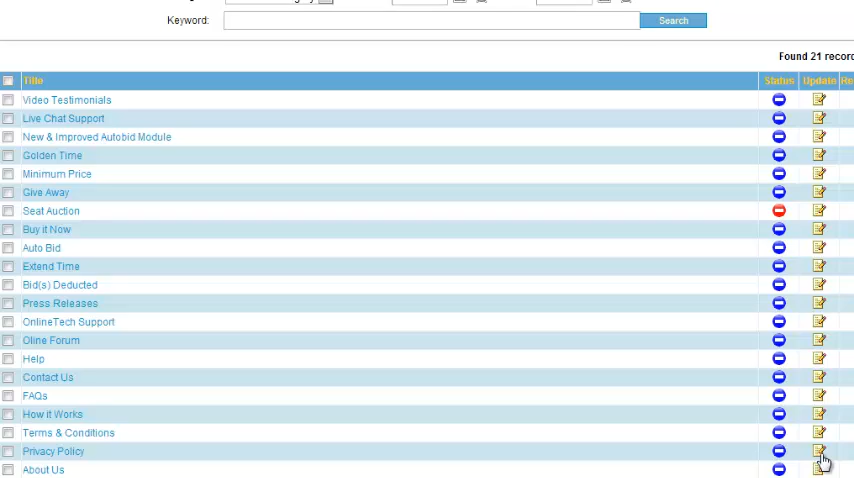 Keyword:
Search
Found 21 recor
Title Status Update Re
Video Testimonials
Live Chat Support
New & Improved Autobid Module
Golden Time
Minimum Price
Give Away
Seat Auction
Buy it Now
Auto Bid
Extend Time
Bid(s) Deducted
Press Releases
OnlineTech Support
Oline Forum
Help
Contact Us
FAQs
How it Works
Terms & Conditions
Privacy Policy
About Us